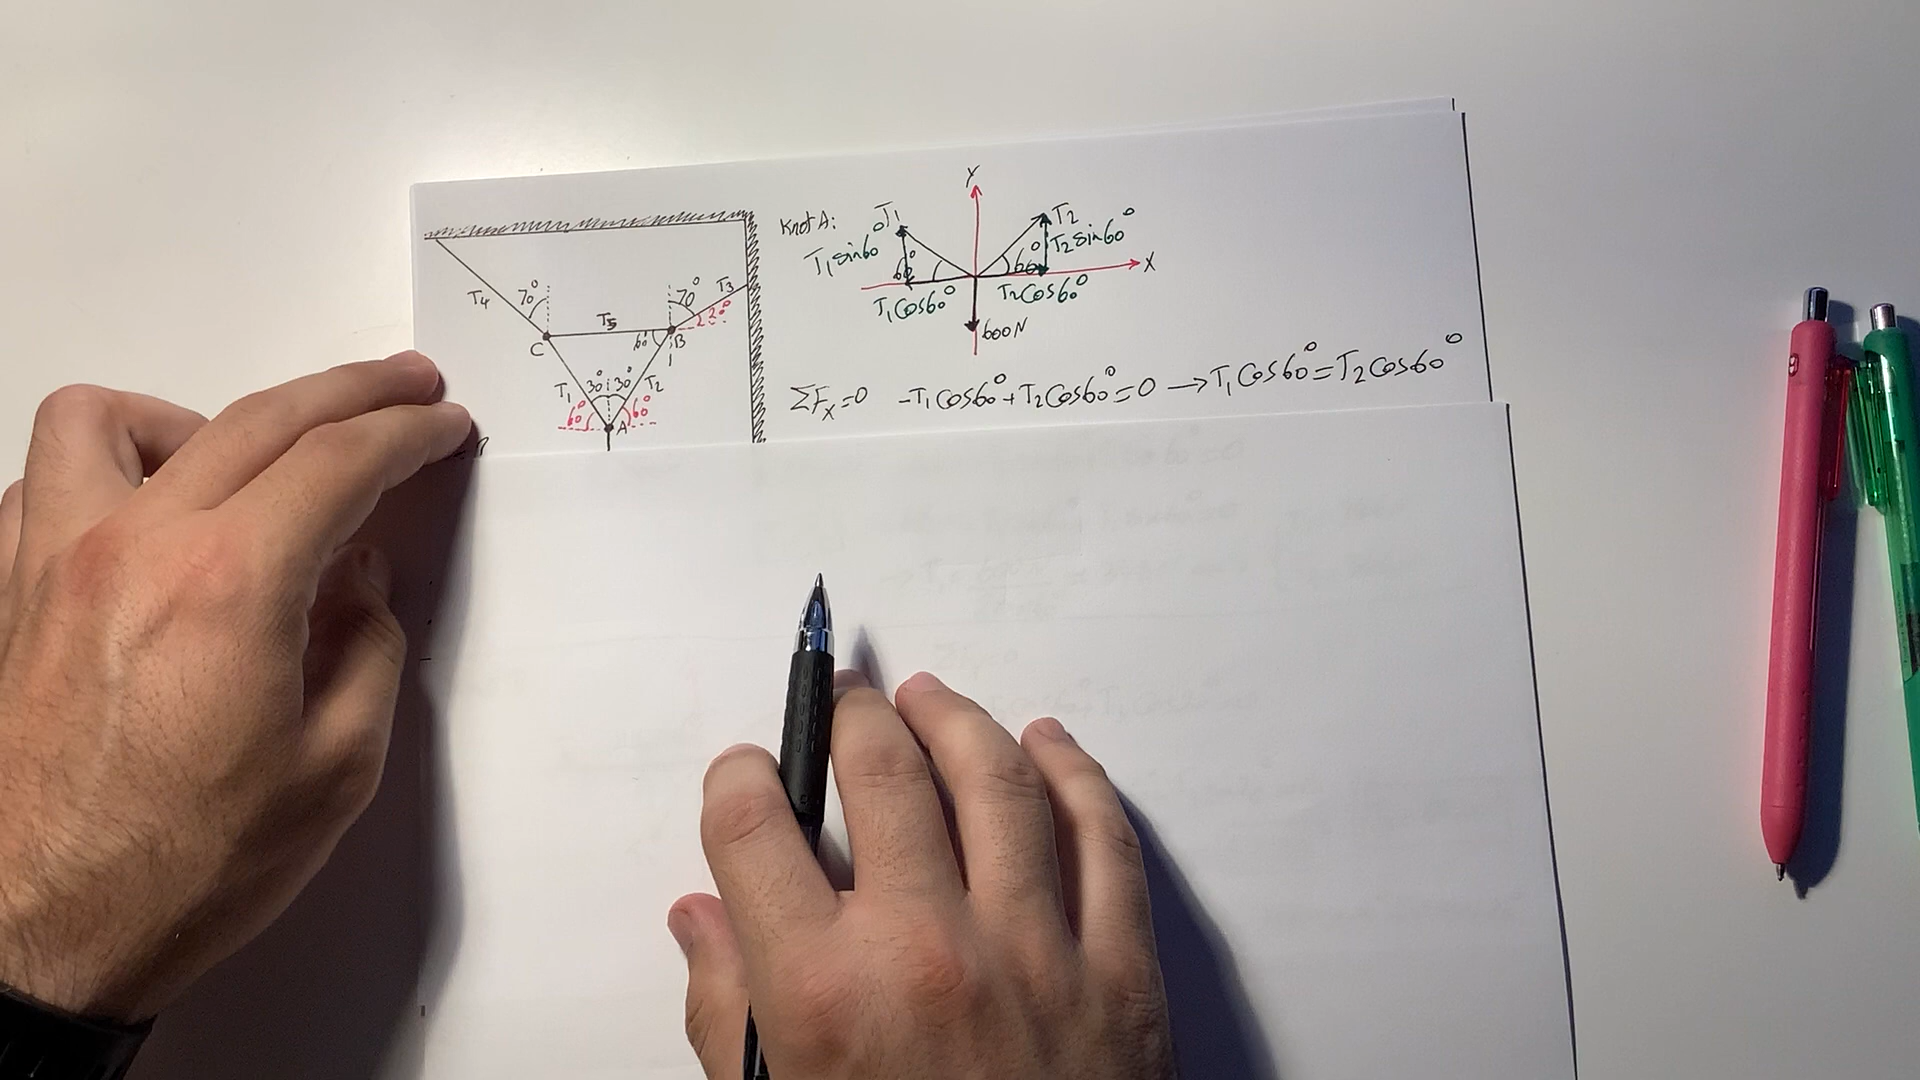 Knot A:
Y
T1
T1 sin60°
60°
T1 Cos60°
T2
T2 sin60°
60°
X
T2 Cos60°
600N
T4
70°
T5
70°
T3
20°
C
60°
B
T1
30°
30°
T2
60°
60°
A
ΣFx=0 -T1 Cos60°+T2 Cos60°=0 →T1 Cos60°=T2 Cos60°